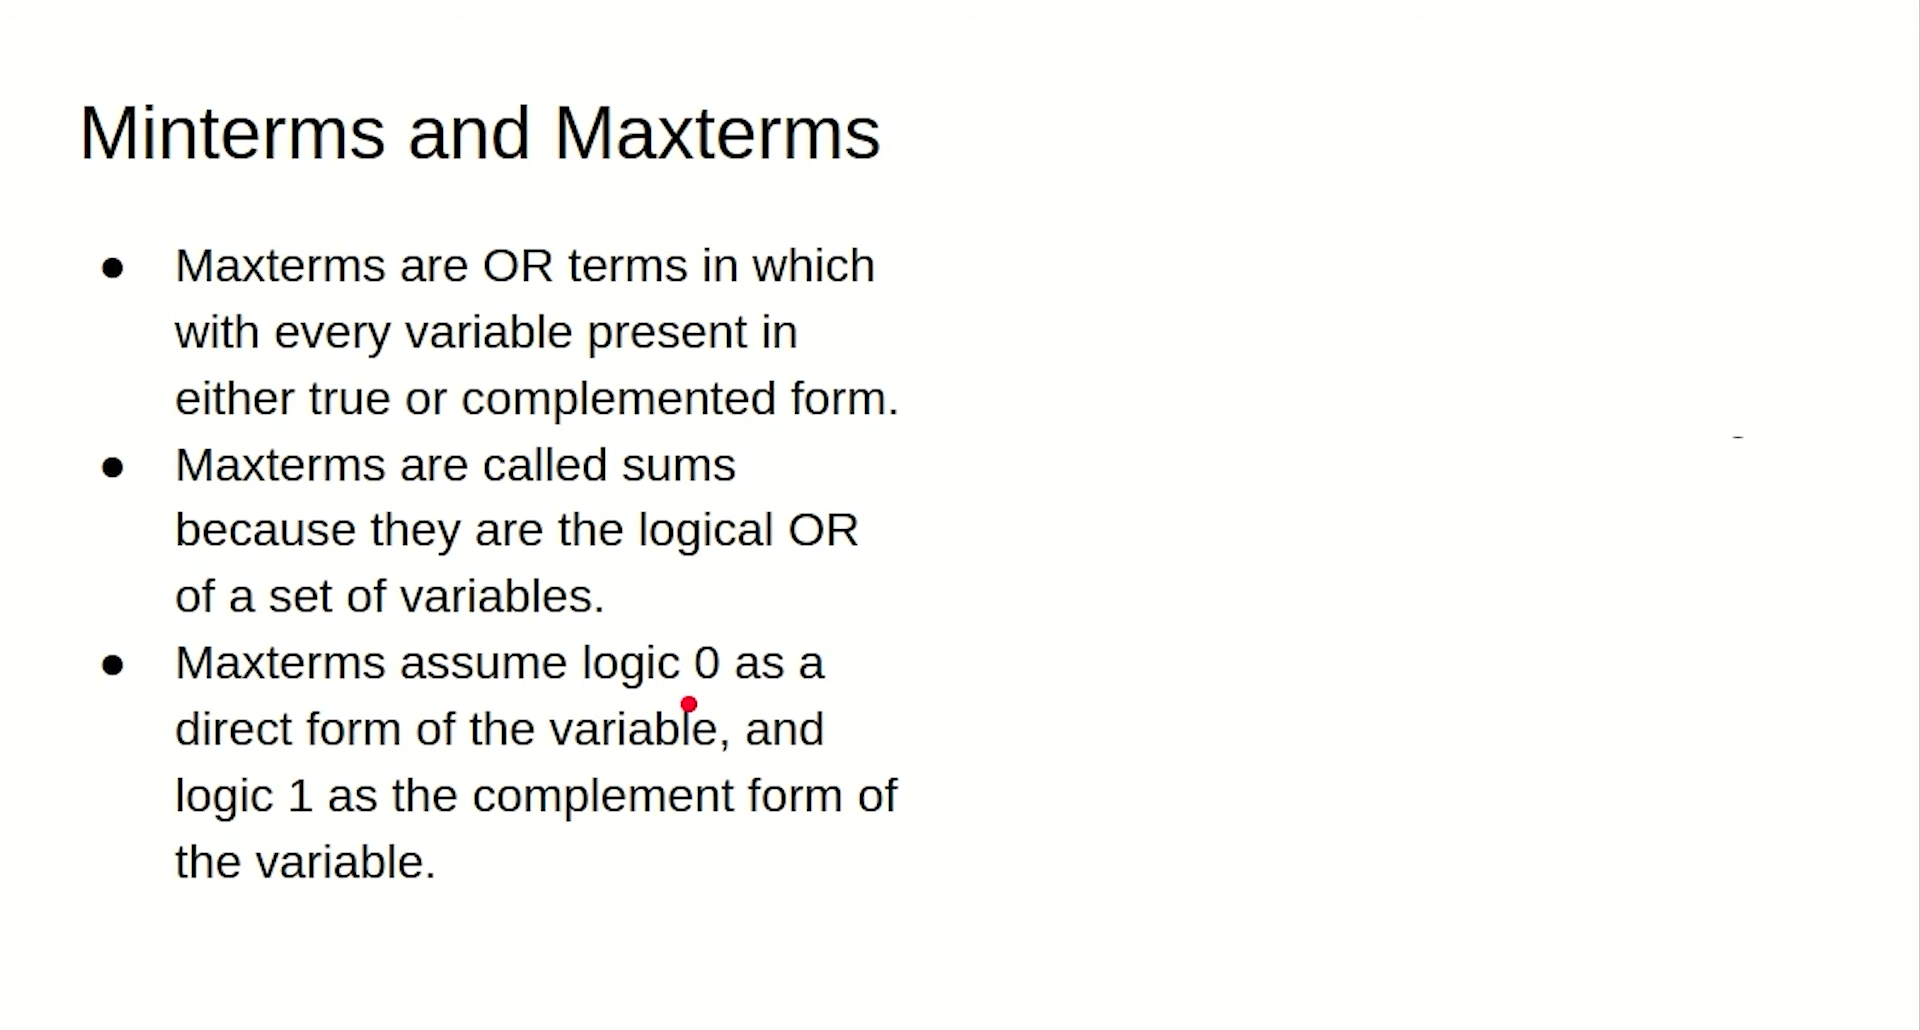 Minterms and Maxterms
● Maxterms are OR terms in which
with every variable present in
either true or complemented form.
● Maxterms are called sums
because they are the logical OR
of a set of variables.
● Maxterms assume logic 0 as a
direct form of the variable, and
logic 1 as the complement form of
the variable.